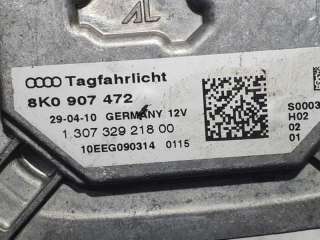 AL
Tagfahrlicht
8K0 907 472
29-04-10 GERMANY 12V
1 307 329 218 00
10EEG090314 0115
S0003
H02
02
01